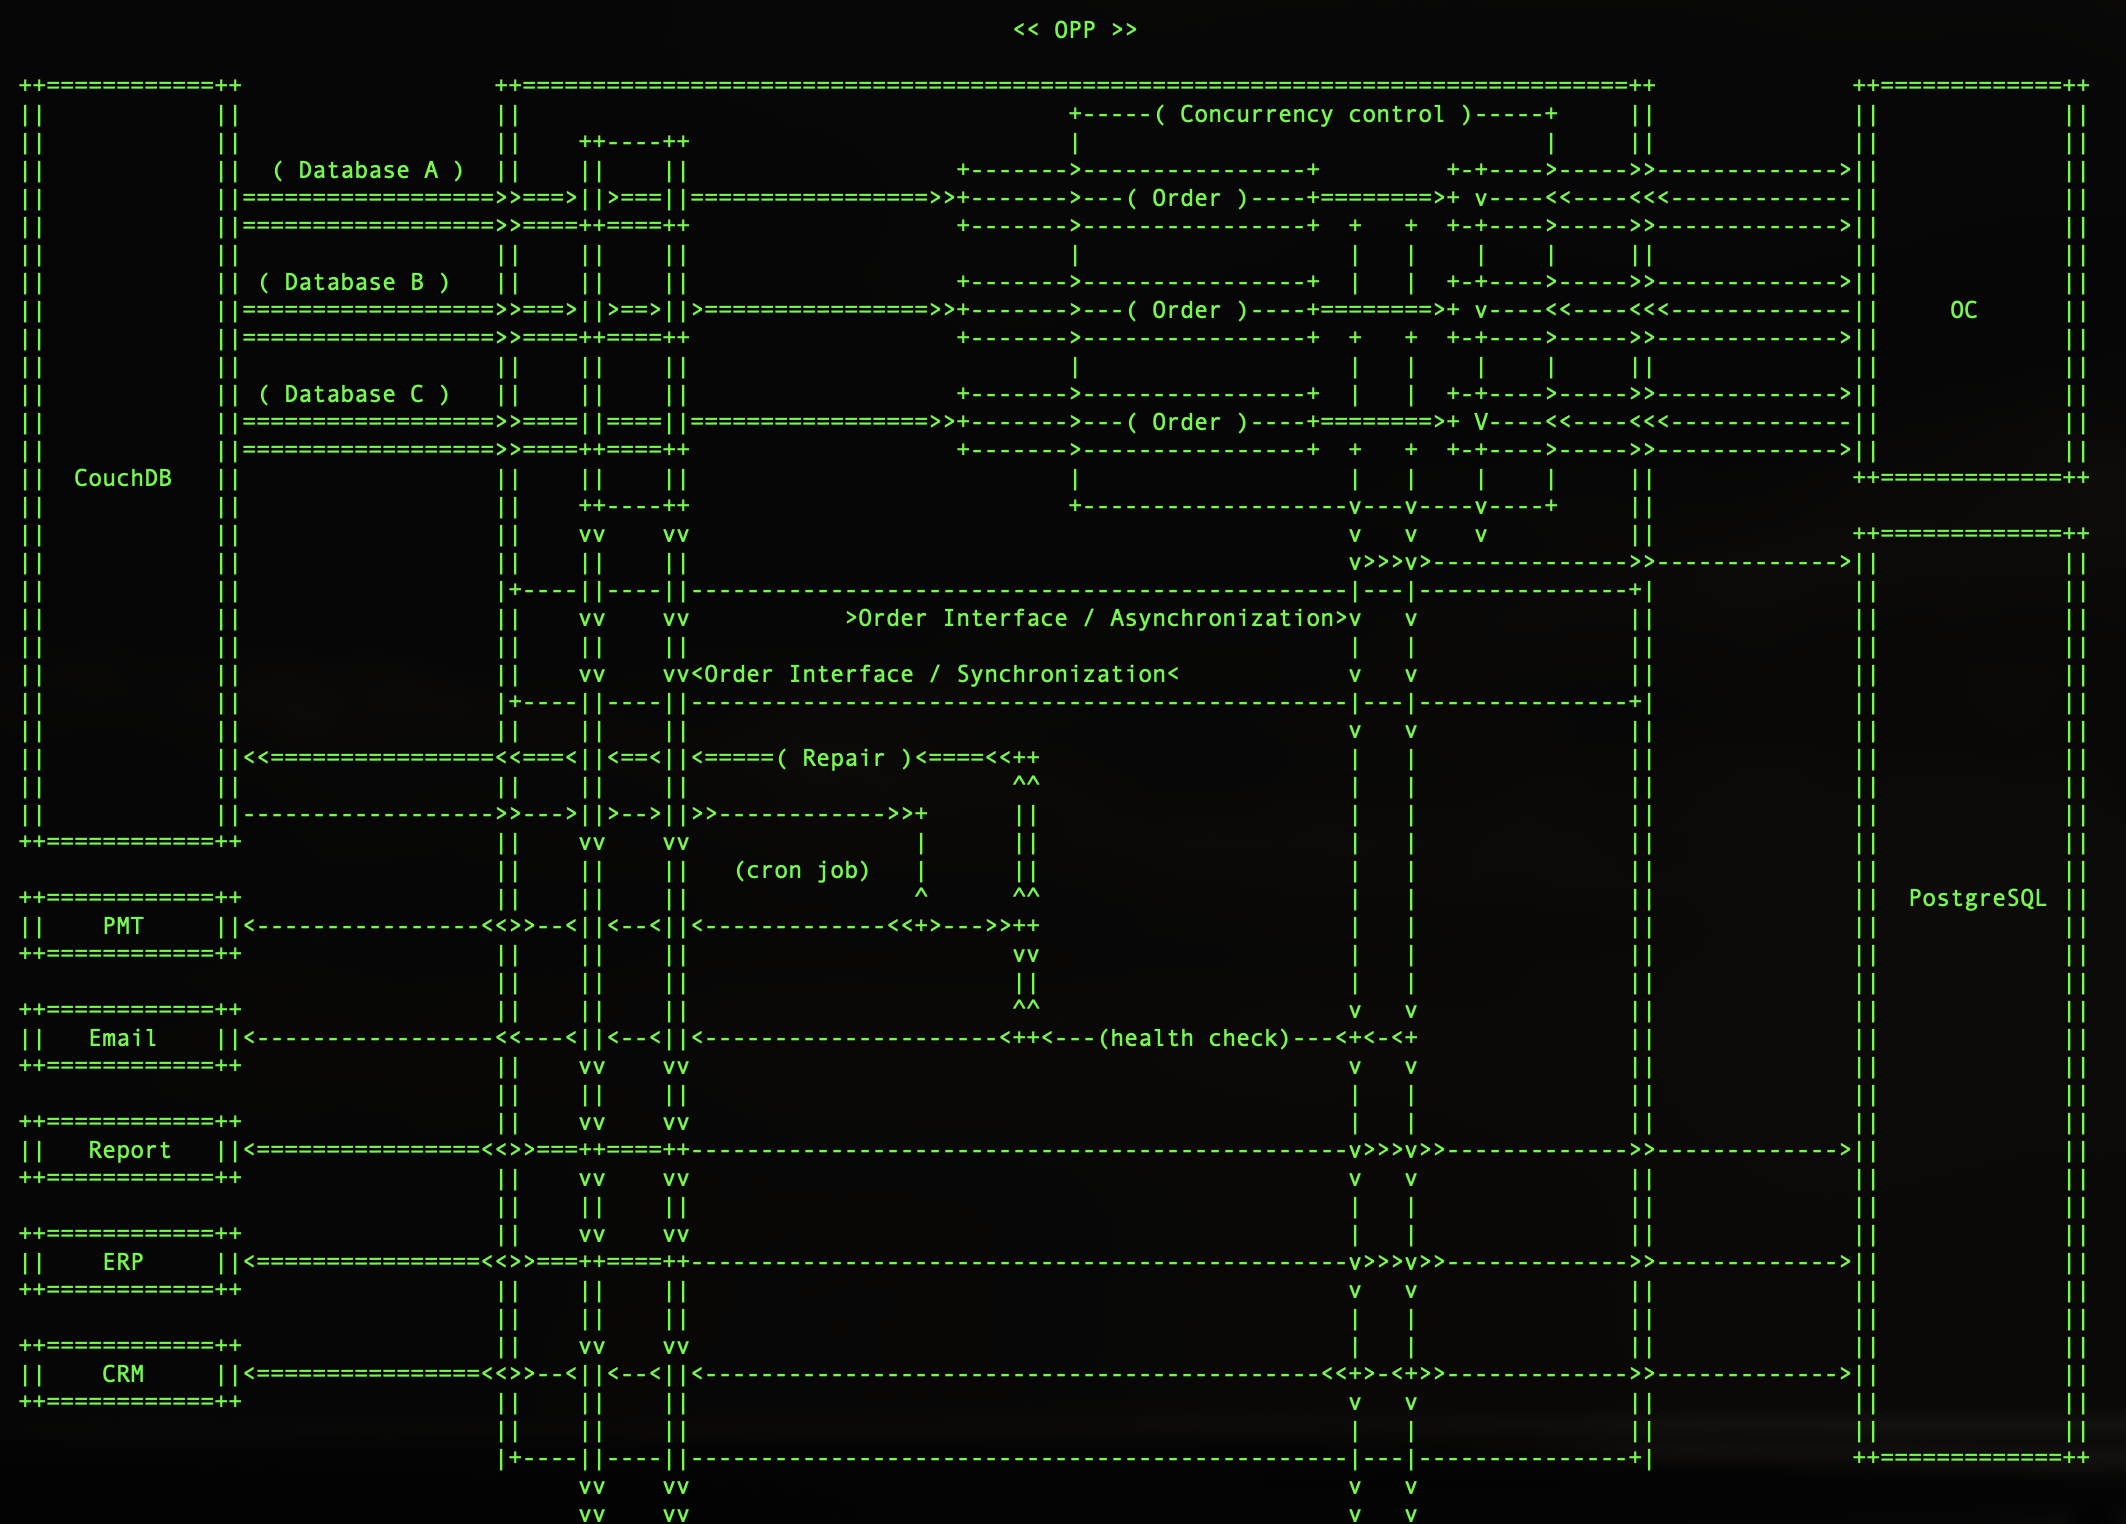 << OPP >>
( Concurrency control )
( Database A )
( Order )
( Database B )
( Order )
OC
( Database C )
( Order )
CouchDB
>Order Interface / Asynchronization>
<Order Interface / Synchronization<
( Repair )
(cron job)
PostgreSQL
PMT
Email
(health check)
Report
ERP
CRM